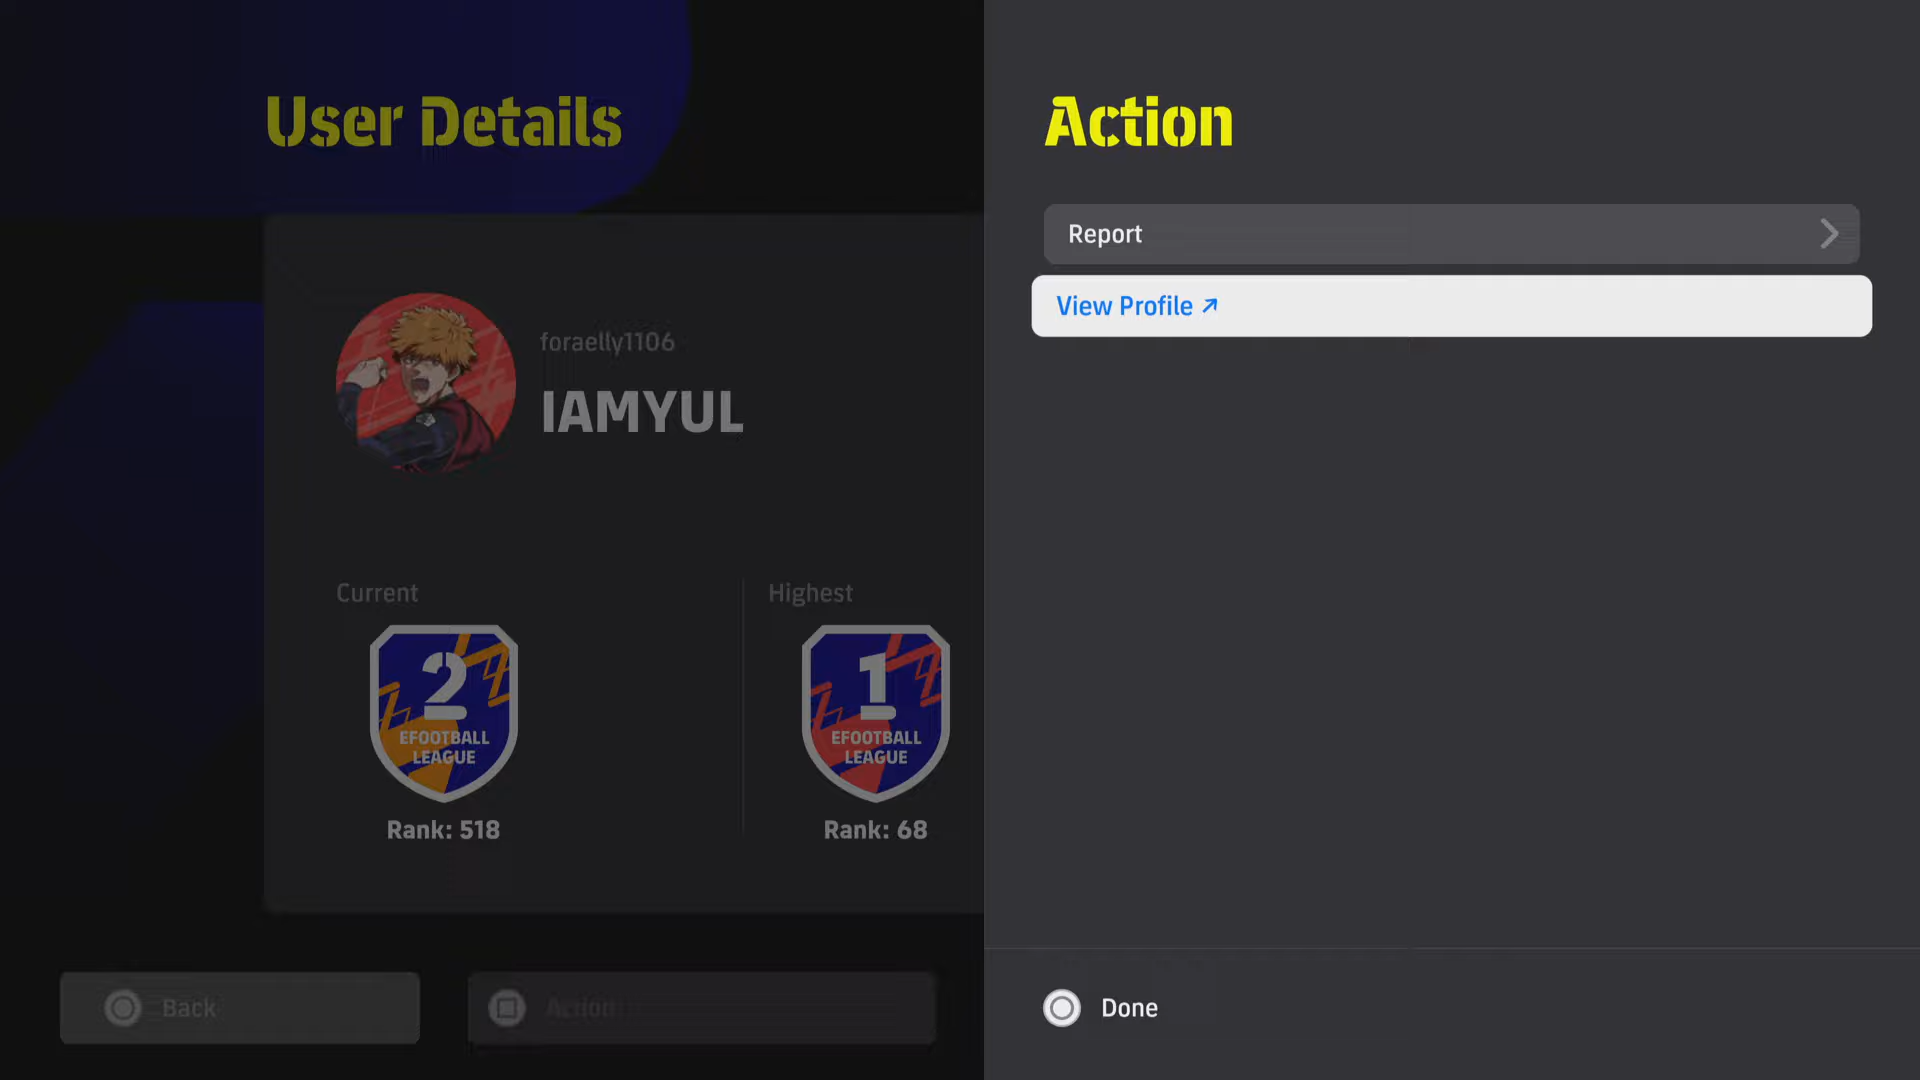 User Details
foraelly1106
IAMYUL
Current
2
EFOOTBALL
LEAGUE
Rank: 518
Highest
1
EFOOTBALL
LEAGUE
Rank: 68
Back
Action
Action
Report
View Profile ↗
Done